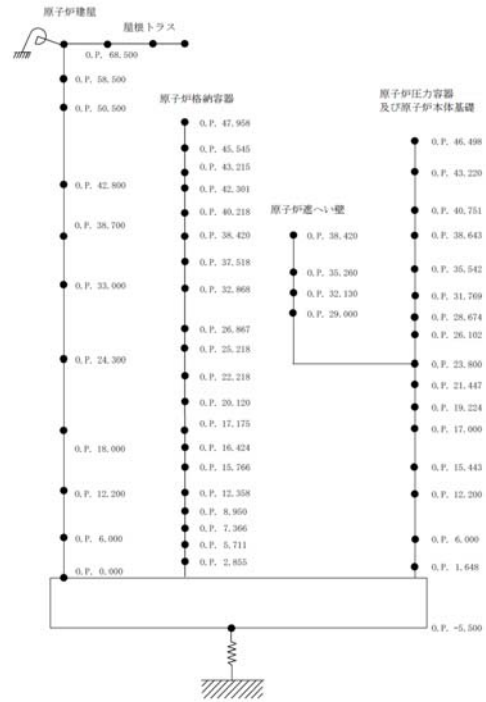 原子炉建屋
屋根トラス
O.P. 68.500
O.P. 58.500
O.P. 50.500
O.P. 42.800
O.P. 38.700
O.P. 33.000
O.P. 24.300
O.P. 18.000
O.P. 12.200
O.P. 6.000
O.P. 0.000
原子炉格納容器
O.P. 47.958
O.P. 45.545
O.P. 43.215
O.P. 42.301
O.P. 40.218
O.P. 38.420
O.P. 37.518
O.P. 32.868
O.P. 26.867
O.P. 25.218
O.P. 22.218
O.P. 20.120
O.P. 17.175
O.P. 16.424
O.P. 15.766
O.P. 12.358
O.P. 8.950
O.P. 7.366
O.P. 5.711
O.P. 2.855
原子炉遮へい壁
O.P. 38.420
O.P. 35.260
O.P. 32.130
O.P. 29.000
原子炉圧力容器
及び原子炉本体基礎
O.P. 46.498
O.P. 43.220
O.P. 40.751
O.P. 38.643
O.P. 35.542
O.P. 31.769
O.P. 28.674
O.P. 26.102
O.P. 23.800
O.P. 21.447
O.P. 19.224
O.P. 17.000
O.P. 15.443
O.P. 12.200
O.P. 6.000
O.P. 1.648
O.P. -5.500